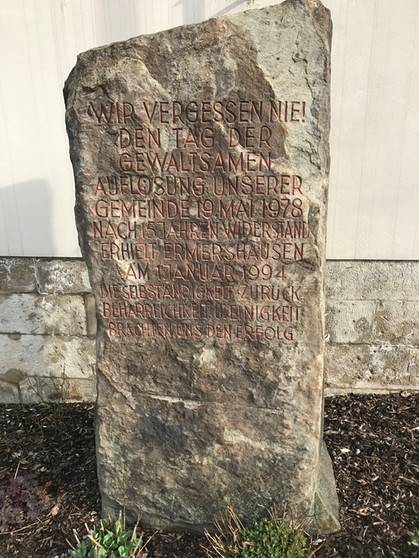 WIR VERGESSEN NIE!
DEN TAG DER
GEWALTSAMEN
AUFLÖSUNG UNSERER
GEMEINDE 19. MAI 1978
NACH 15 JAHREN WIDERSTAND
ERHIELT ERMERSHAUSEN
AM 1. JANUAR 1994
DIE SELBSTÄNDIGKEIT ZURÜCK.
BEHARRLICHKEIT U. EINIGKEIT
BRACHTEN UNS DEN ERFOLG